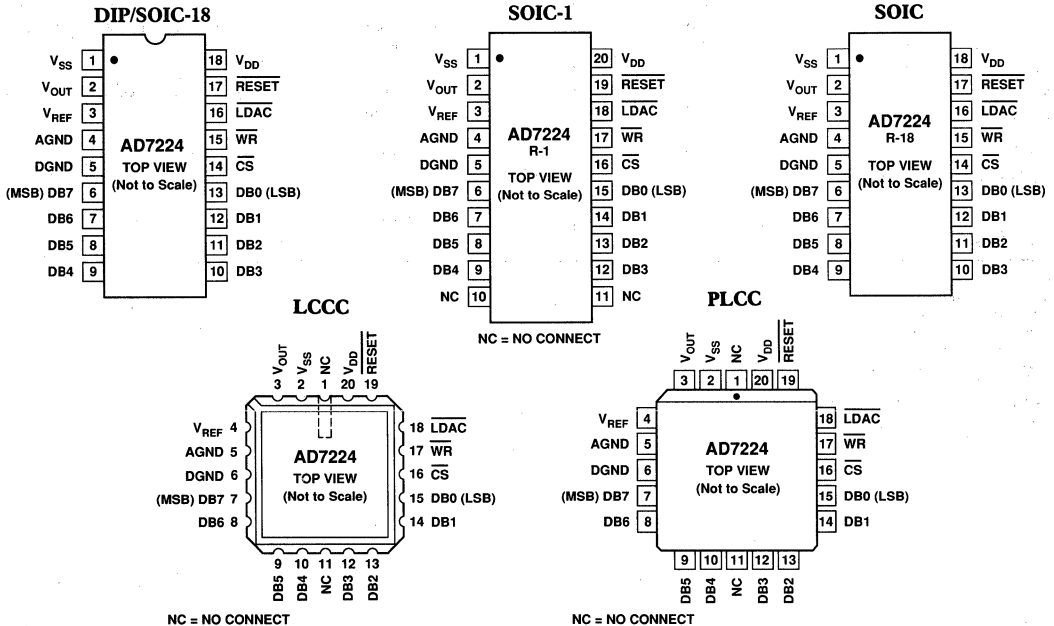 DIP/SOIC-18
V_SS 1 18 V_DD
V_OUT 2 17 RESET
V_REF 3 16 LDAC
AGND 4 15 WR
DGND 5 14 CS
(MSB) DB7 6 13 DB0 (LSB)
DB6 7 12 DB1
DB5 8 11 DB2
DB4 9 10 DB3
AD7224
TOP VIEW
(Not to Scale)
SOIC-1
V_SS 1 20 V_DD
V_OUT 2 19 RESET
V_REF 3 18 LDAC
AGND 4 17 WR
DGND 5 16 CS
(MSB) DB7 6 15 DB0 (LSB)
DB6 7 14 DB1
DB5 8 13 DB2
DB4 9 12 DB3
NC 10 11 NC
AD7224
R-1
TOP VIEW
(Not to Scale)
NC = NO CONNECT
SOIC
V_SS 1 18 V_DD
V_OUT 2 17 RESET
V_REF 3 16 LDAC
AGND 4 15 WR
DGND 5 14 CS
(MSB) DB7 6 13 DB0 (LSB)
DB6 7 12 DB1
DB5 8 11 DB2
DB4 9 10 DB3
AD7224
R-18
TOP VIEW
(Not to Scale)
LCCC
V_OUT V_SS NC V_DD RESET
3 2 1 20 19
V_REF 4 18 LDAC
AGND 5 17 WR
DGND 6 16 CS
(MSB) DB7 7 15 DB0 (LSB)
DB6 8 14 DB1
AD7224
TOP VIEW
(Not to Scale)
9 10 11 12 13
DB5 DB4 NC DB3 DB2
NC = NO CONNECT
PLCC
V_OUT V_SS NC V_DD RESET
3 2 1 20 19
V_REF 4 18 LDAC
AGND 5 17 WR
DGND 6 16 CS
(MSB) DB7 7 15 DB0 (LSB)
DB6 8 14 DB1
AD7224
TOP VIEW
(Not to Scale)
9 10 11 12 13
DB5 DB4 NC DB3 DB2
NC = NO CONNECT